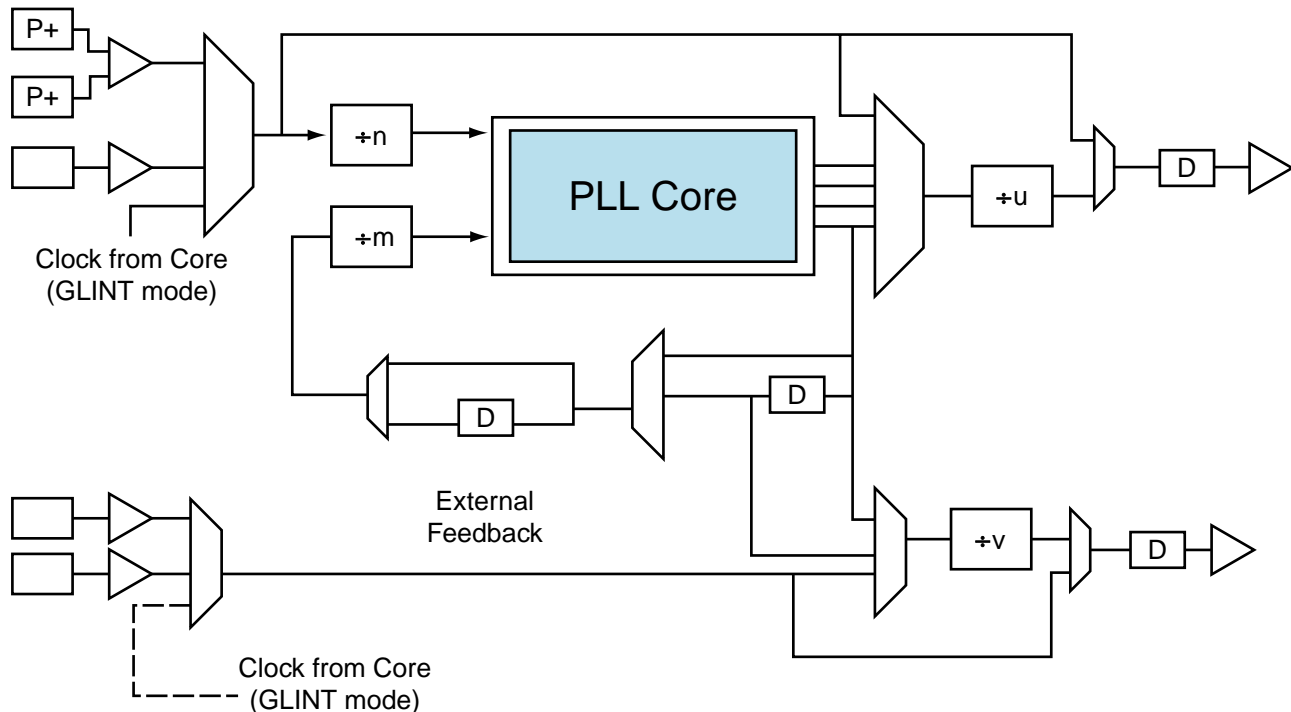 P+
P+
÷n
PLL Core
÷u
D
÷m
Clock from Core
(GLINT mode)
D
D
External
Feedback
÷v
D
Clock from Core
(GLINT mode)